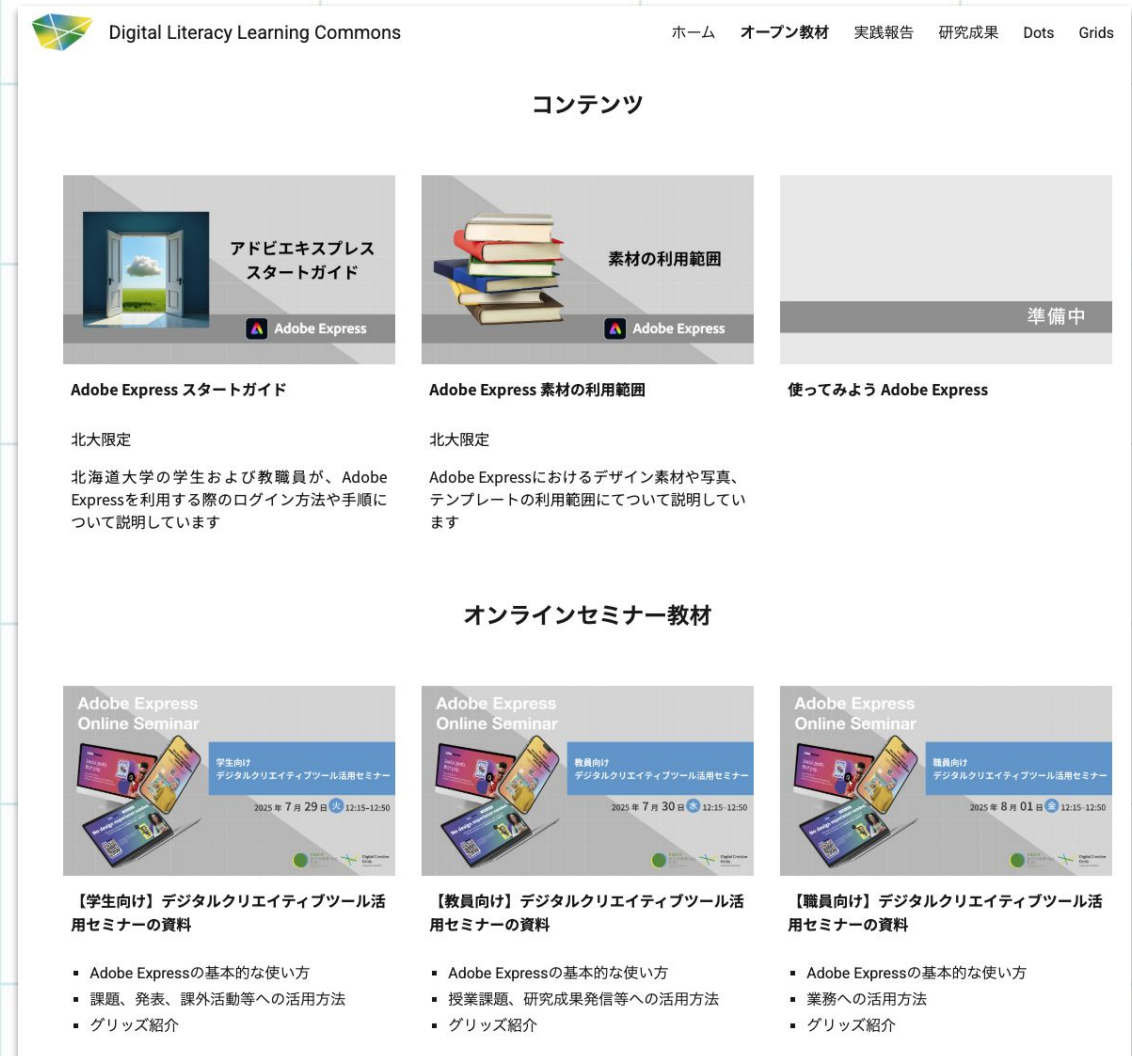 Digital Literacy Learning Commons
ホーム オープン教材 実践報告 研究成果 Dots Grids
コンテンツ
アドビエキスプレス
スタートガイド
Adobe Express
素材の利用範囲
Adobe Express
準備中
Adobe Express スタートガイド
北大限定
北海道大学の学生および教職員が、Adobe
Expressを利用する際のログイン方法や手順に
ついて説明しています
Adobe Express 素材の利用範囲
北大限定
Adobe Expressにおけるデザイン素材や写真、
テンプレートの利用範囲にてついて説明してい
ます
使ってみよう Adobe Express
オンラインセミナー教材
Adobe Express
Online Seminar
学生向け
デジタルクリエイティブツール活用セミナー
2025 年 7 月 29 日 火 12:15–12:50
Adobe Express
Online Seminar
教員向け
デジタルクリエイティブツール活用セミナー
2025 年 7 月 30 日 水 12:15-12:50
Adobe Express
Online Seminar
職員向け
デジタルクリエイティブツール活用セミナー
2025 年 8 月 01 日 金 12:15-12:50
【学生向け】デジタルクリエイティブツール活
用セミナーの資料
▪ Adobe Expressの基本的な使い方
▪ 課題、発表、課外活動等への活用方法
▪ グリッズ紹介
【教員向け】デジタルクリエイティブツール活
用セミナーの資料
▪ Adobe Expressの基本的な使い方
▪ 授業課題、研究成果発信等への活用方法
▪ グリッズ紹介
【職員向け】デジタルクリエイティブツール活
用セミナーの資料
▪ Adobe Expressの基本的な使い方
▪ 業務への活用方法
▪ グリッズ紹介